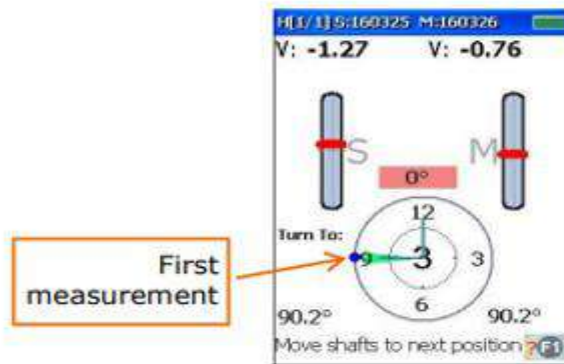 H[1/1] S:160325 M:160326
V: -1.27 V: -0.76
S M
0°
12
Turn To:
9 3 3
First
measurement
6
90.2° 90.2°
Move shafts to next position ? F1